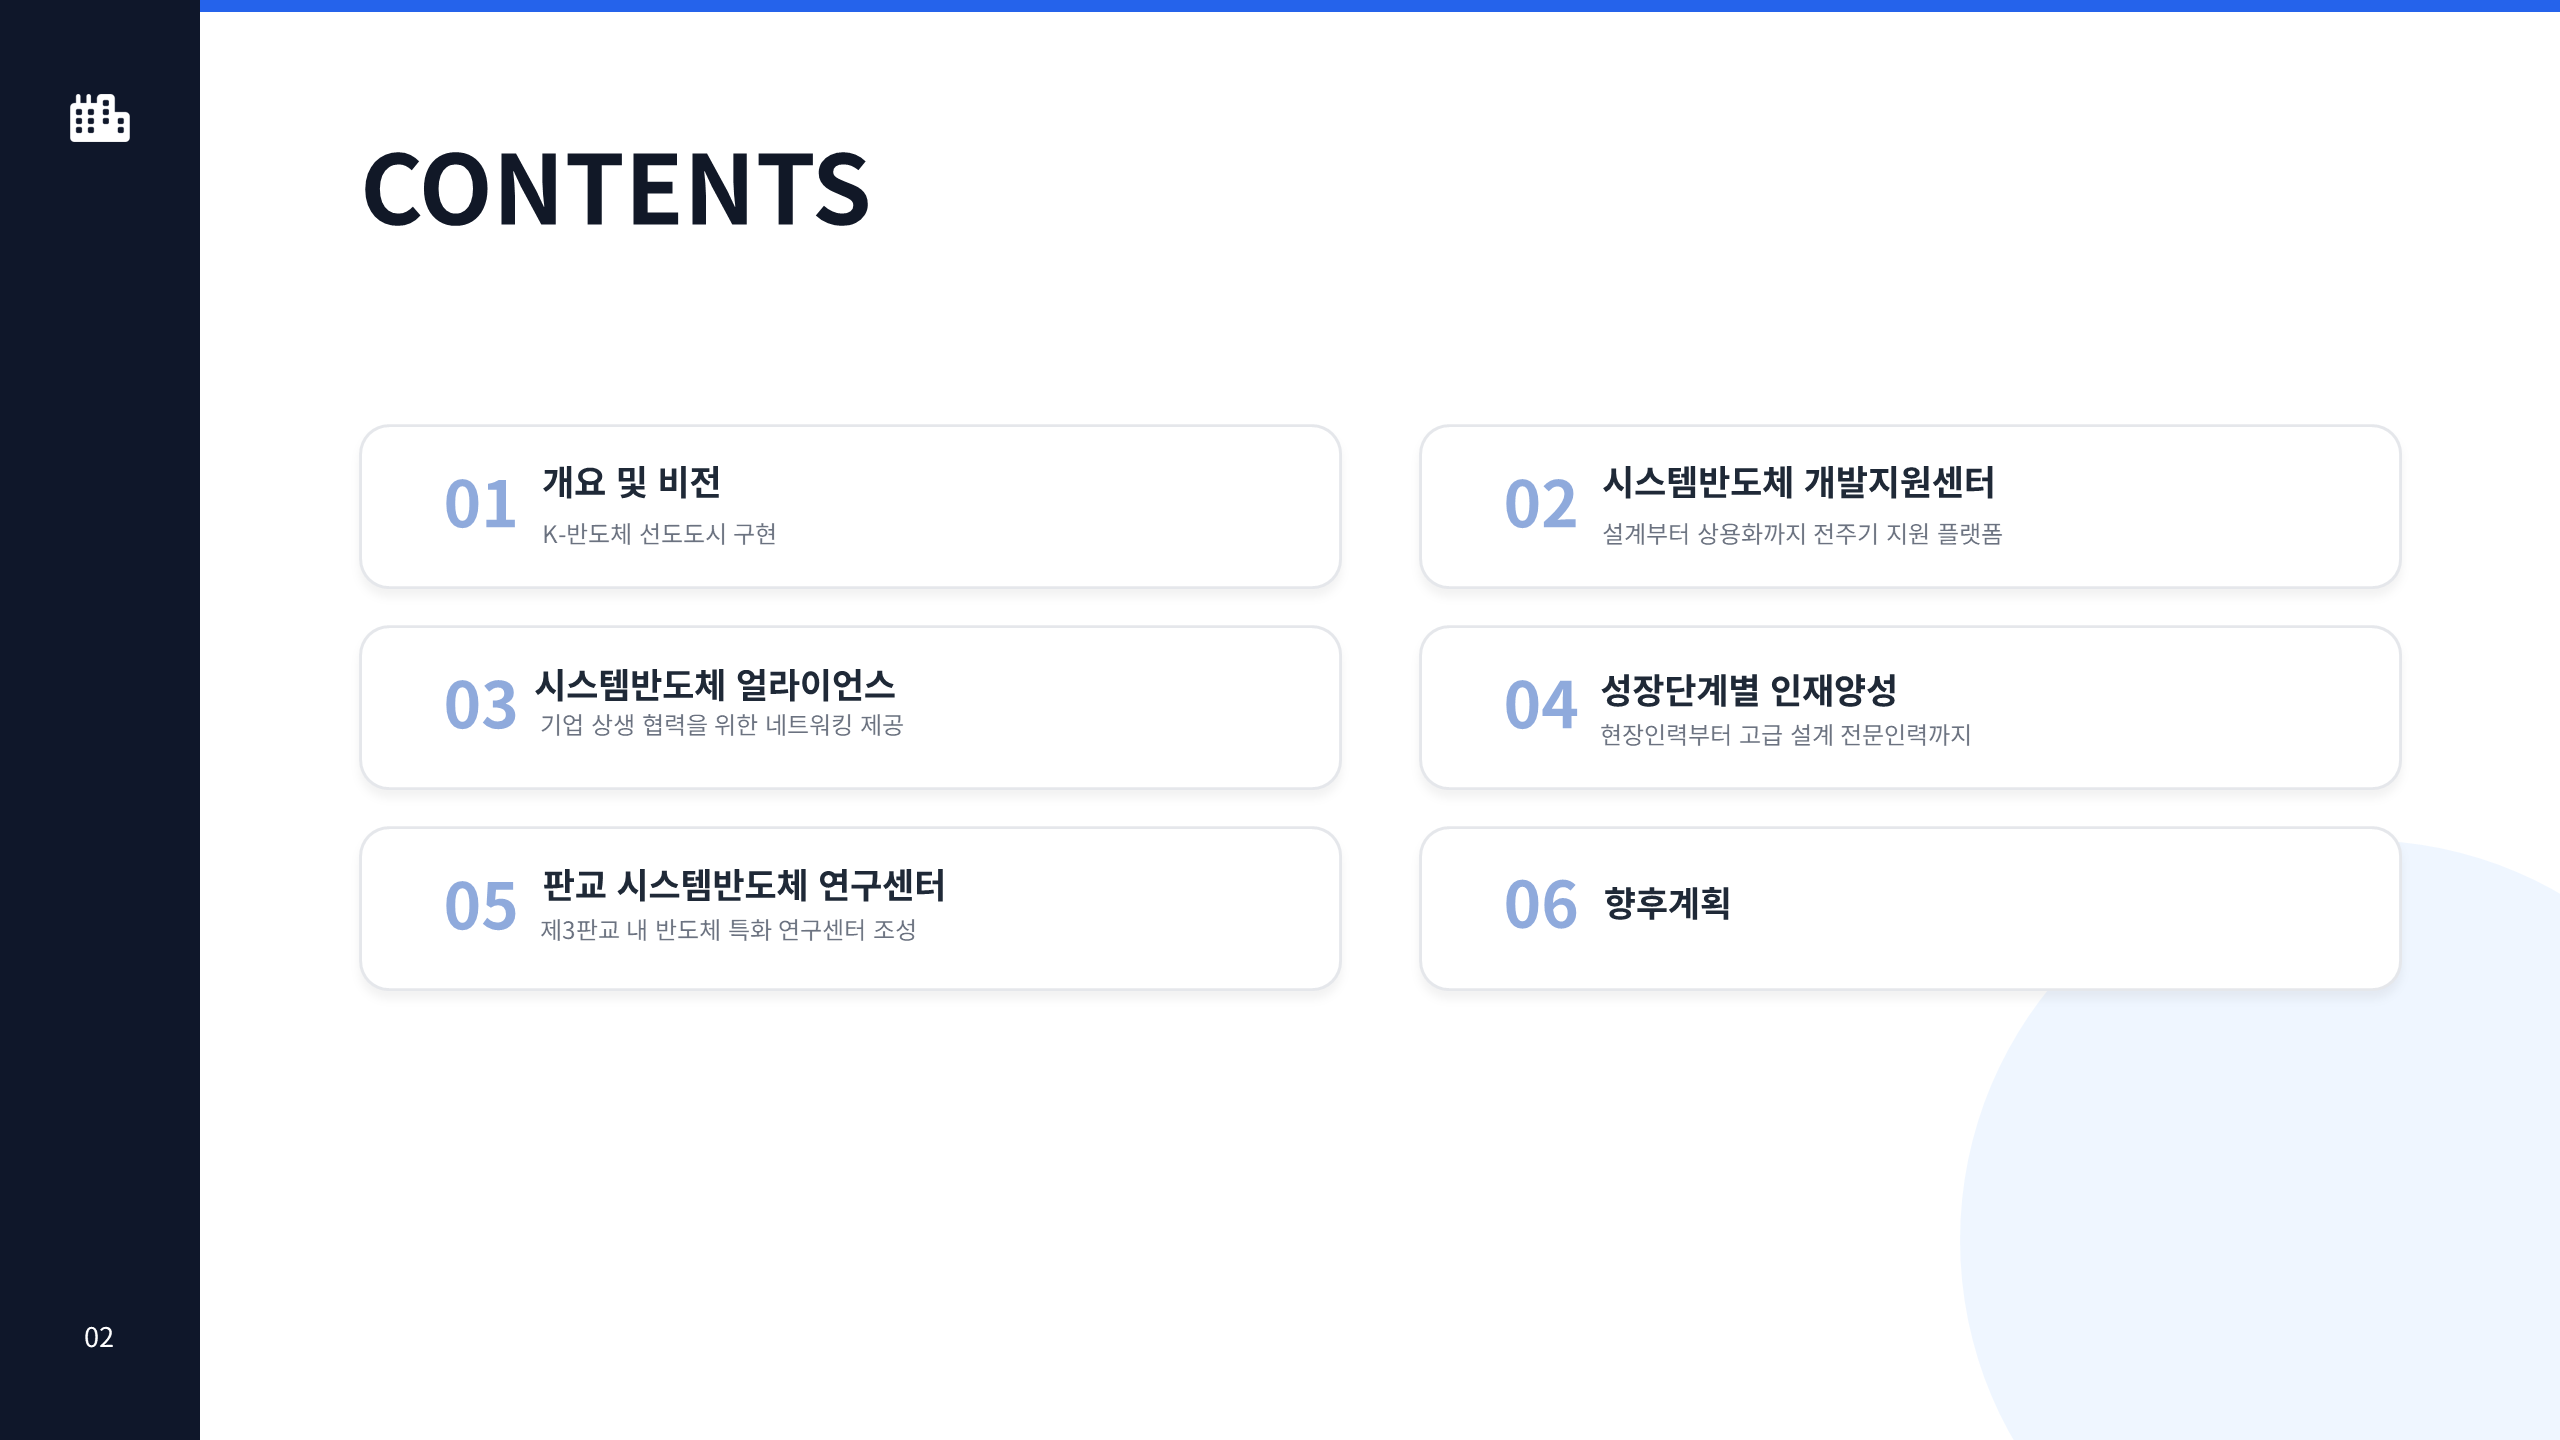 CONTENTS
01
개요 및 비전
K-반도체 선도도시 구현
02
시스템반도체 개발지원센터
설계부터 상용화까지 전주기 지원 플랫폼
03
시스템반도체 얼라이언스
기업 상생 협력을 위한 네트워킹 제공
04
성장단계별 인재양성
현장인력부터 고급 설계 전문인력까지
05
판교 시스템반도체 연구센터
제3판교 내 반도체 특화 연구센터 조성
06
향후계획
02